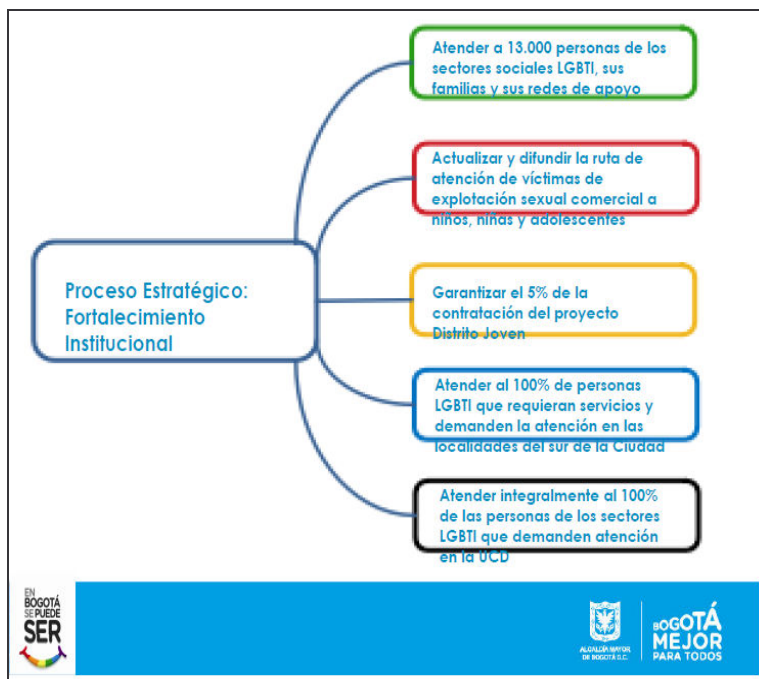 Atender a 13.000 personas de los
sectores sociales LGBTI, sus
familias y sus redes de apoyo
Actualizar y difundir la ruta de
atención de víctimas de
explotación sexual comercial a
niños, niñas y adolescentes
Proceso Estratégico:
Fortalecimiento
Institucional
Garantizar el 5% de la
contratación del proyecto
Distrito Joven
Atender al 100% de personas
LGBTI que requieran servicios y
demanden la atención en las
localidades del sur de la Ciudad
Atender integralmente al 100%
de las personas de los sectores
LGBTI que demanden atención
en la UCD
EN
BOGOTÁ
SE PUEDE
SER
ALCALDÍA MAYOR
DE BOGOTÁ D.C.
BOGOTÁ
MEJOR
PARA TODOS